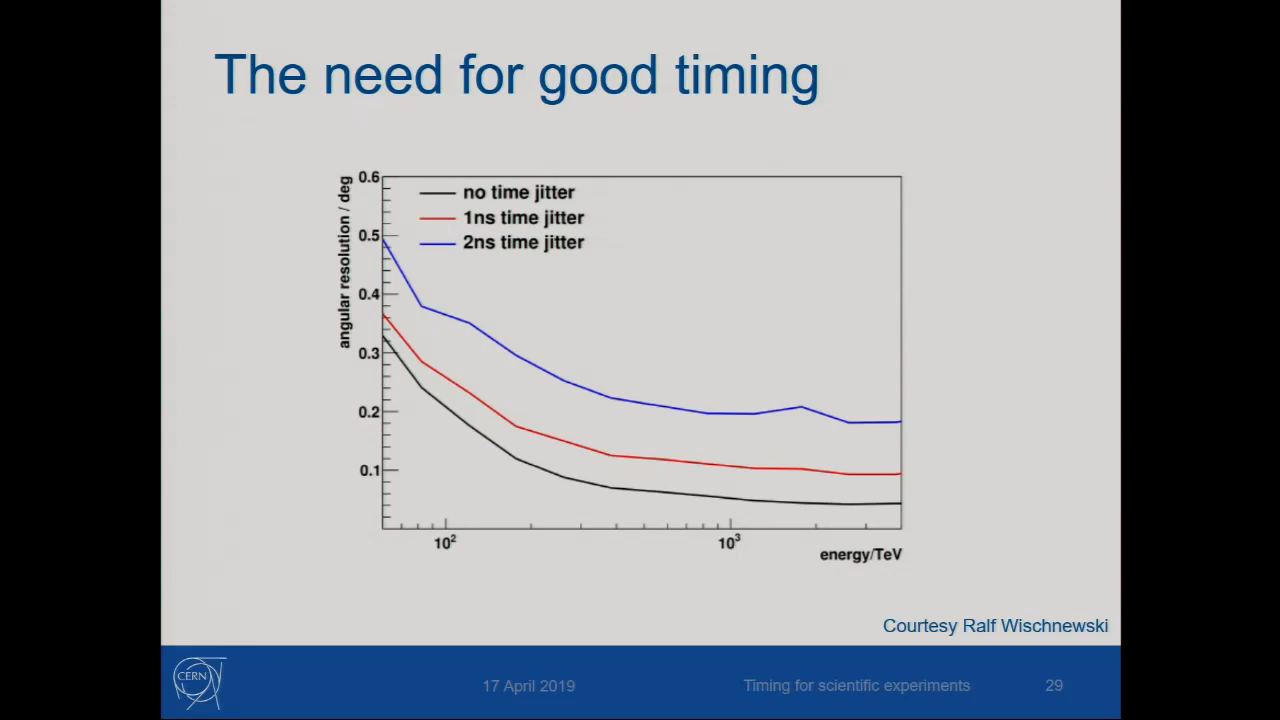 The need for good timing
no time jitter
1ns time jitter
2ns time jitter
angular resolution / deg
0.6
0.5
0.4
0.3
0.2
0.1
10²
10³
energy/TeV
Courtesy Ralf Wischnewski
CERN
17 April 2019
Timing for scientific experiments
29